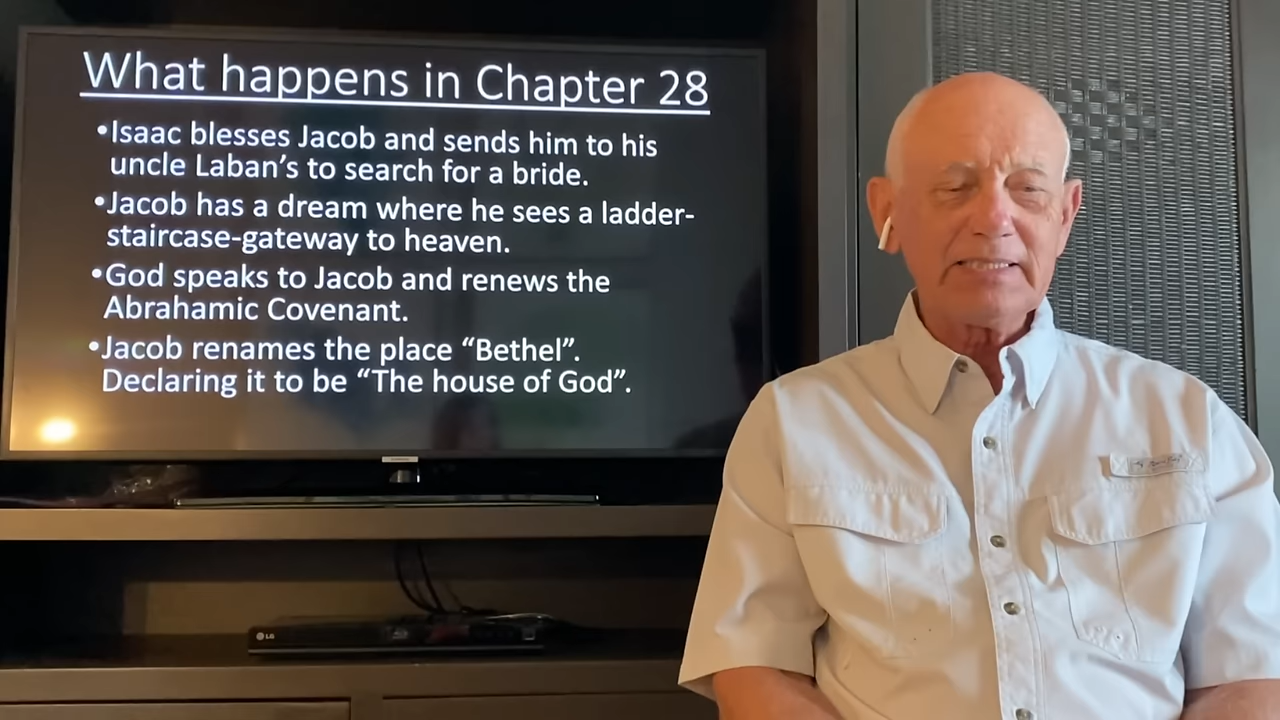 What happens in Chapter 28
•Isaac blesses Jacob and sends him to his
uncle Laban’s to search for a bride.
•Jacob has a dream where he sees a ladder-
staircase-gateway to heaven.
•God speaks to Jacob and renews the
Abrahamic Covenant.
•Jacob renames the place “Bethel”.
Declaring it to be “The house of God”.
LG